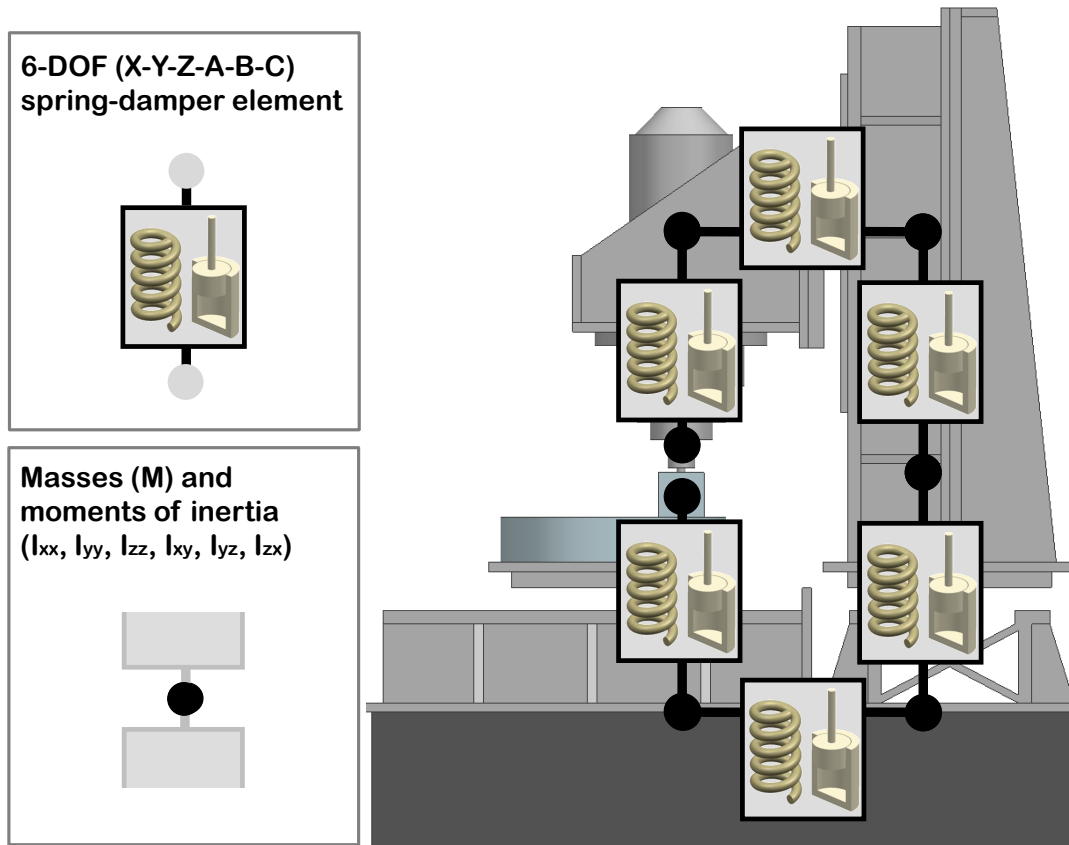 6-DOF (X-Y-Z-A-B-C)
spring-damper element
Masses (M) and
moments of inertia
(Ixx, Iyy, Izz, Ixy, Iyz, Izx)